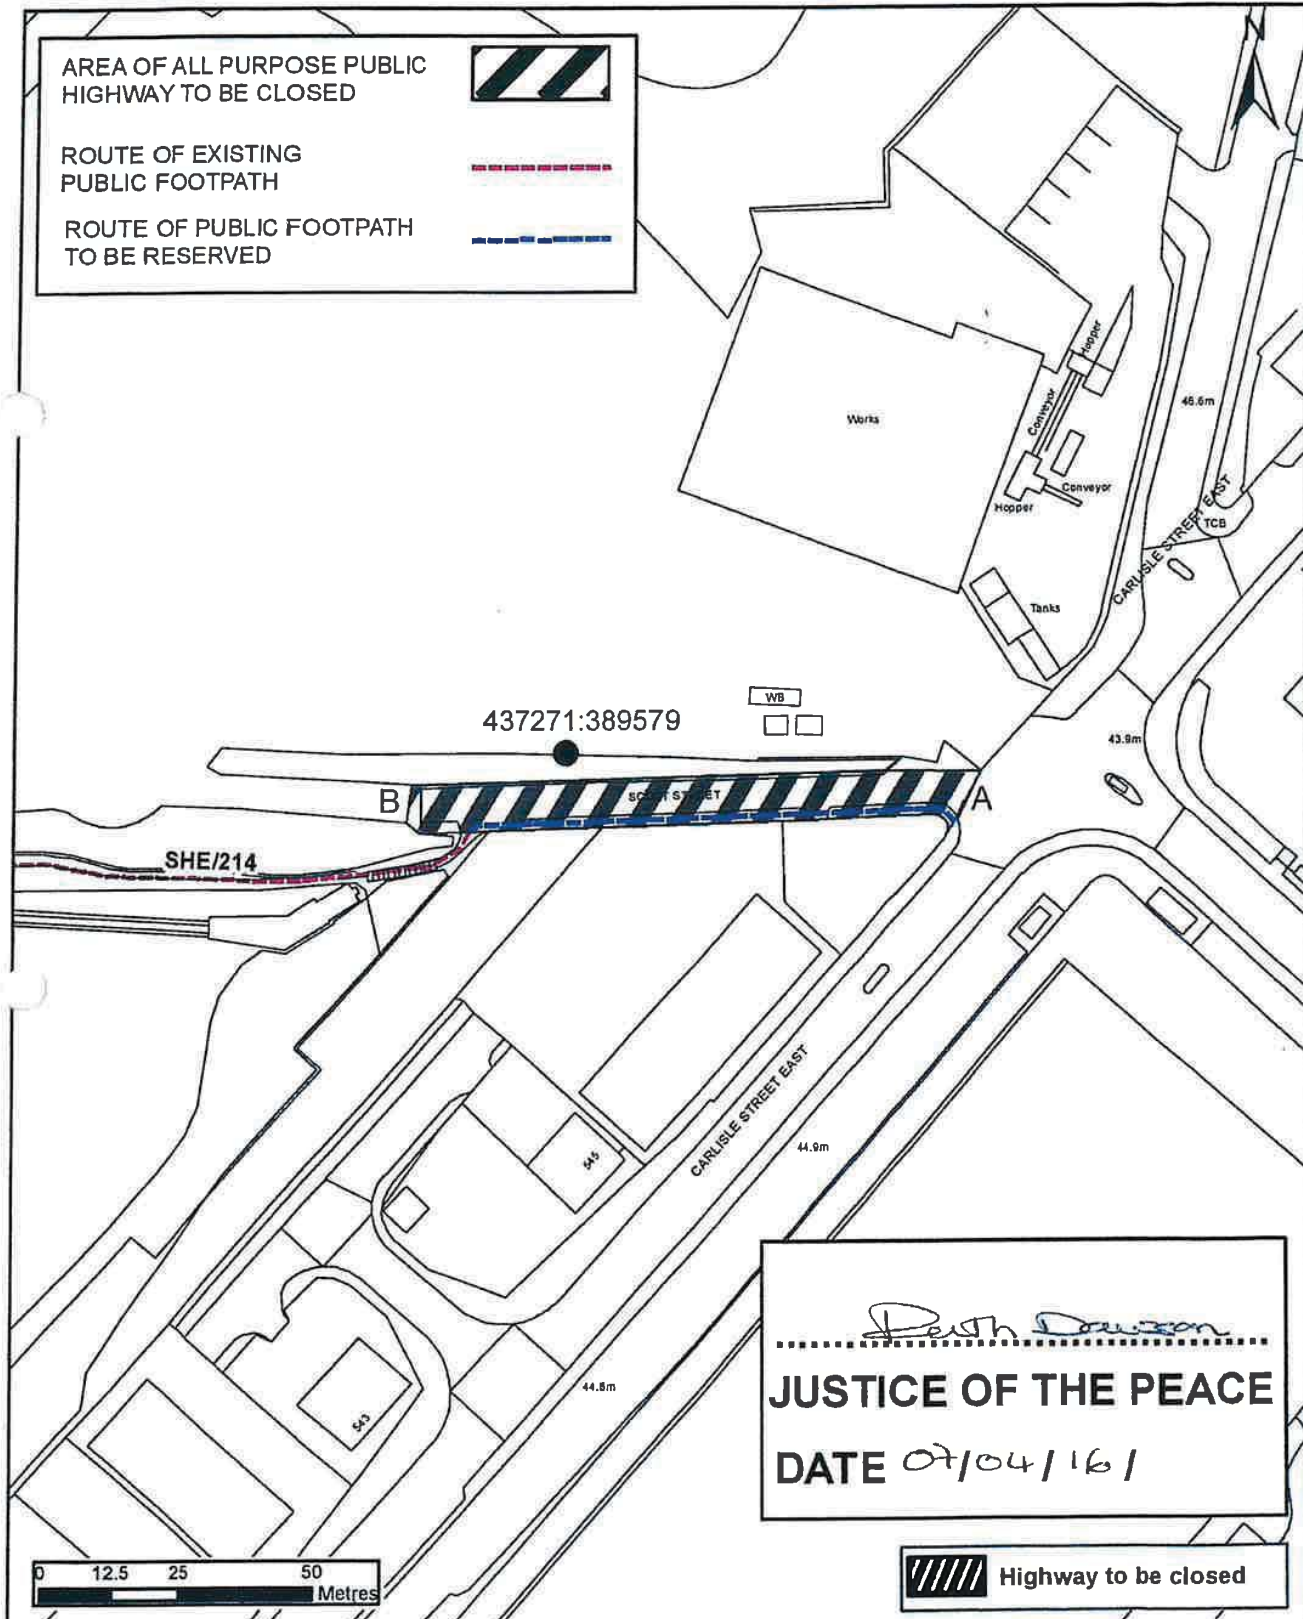 AREA OF ALL PURPOSE PUBLIC
HIGHWAY TO BE CLOSED
ROUTE OF EXISTING
PUBLIC FOOTPATH
ROUTE OF PUBLIC FOOTPATH
TO BE RESERVED
N
Hopper
Conveyor
Works
46.6m
Conveyor
Hopper
CARLISLE STREET EAST
TCB
Tanks
WB
437271:389579
43.9m
B
SCOTT STREET
A
SHE/214
CARLISLE STREET EAST
545
44.9m
44.8m
543
JUSTICE OF THE PEACE
DATE 07/04/16/
0 12.5 25 50
Metres
Highway to be closed